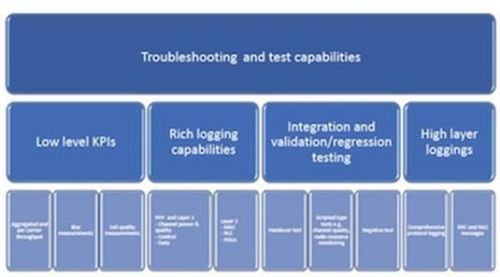 Troubleshooting and test capabilities
Low level KPIs
Rich logging
capabilities
Integration and
validation/regression
testing
High layer
loggings
Aggregated and
per carrier
throughput
Bler
measurements
Cell quality
measurements
PHY and Layer 1
- Channel power &
quality
- Control
- Data
Layer 2
- MAC
- RLC
- PDSA
Handover test
Scripted type
tests e.g.
channel quality,
radio resource
monitoring
Negative test
Comprehensive
protocol logging
RRC and NAS
messages